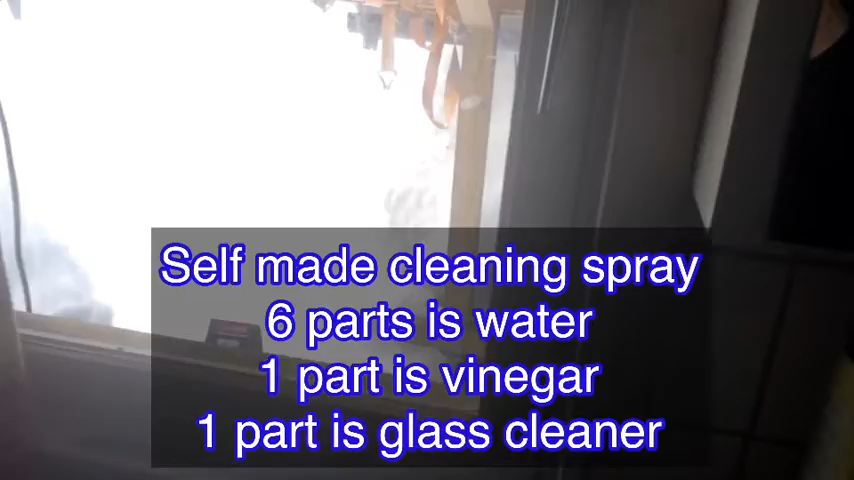 Self made cleaning spray
6 parts is water
1 part is vinegar
1 part is glass cleaner